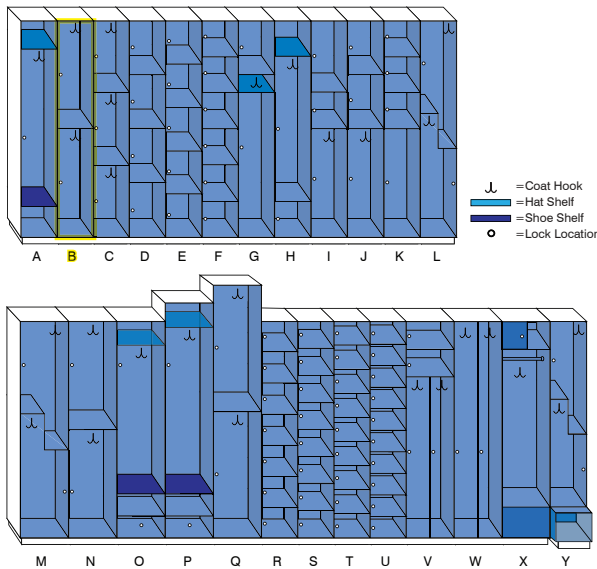 =Coat Hook
=Hat Shelf
=Shoe Shelf
=Lock Location
A B C D E F G H I J K L
M N O P Q R S T U V W X Y